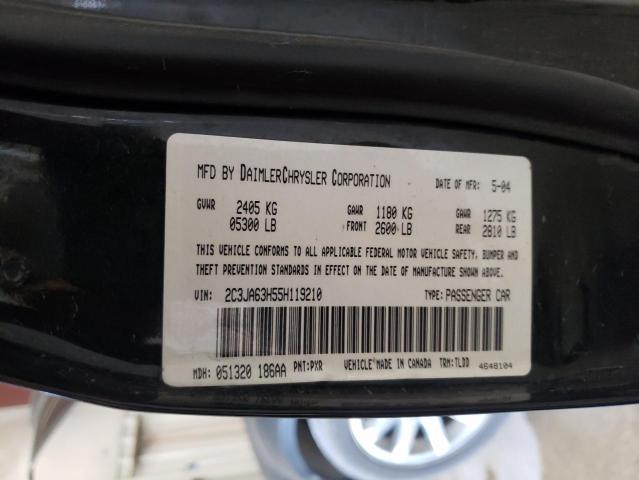 MFD BY DAIMLERCHRYSLER CORPORATION DATE OF MFR: 5-04
GVWR 2405 KG GAWR 1180 KG GAWR 1275 KG
05300 LB FRONT 2600 LB REAR 2810 LB
THIS VEHICLE CONFORMS TO ALL APPLICABLE FEDERAL MOTOR VEHICLE SAFETY, BUMPER AND
THEFT PREVENTION STANDARDS IN EFFECT ON THE DATE OF MANUFACTURE SHOWN ABOVE.
VIN: 2C3JA63H55H119210 TYPE: PASSENGER CAR
MDH: 051320 186AA PNT:PXR VEHICLE MADE IN CANADA TRM:TLDD 4648104